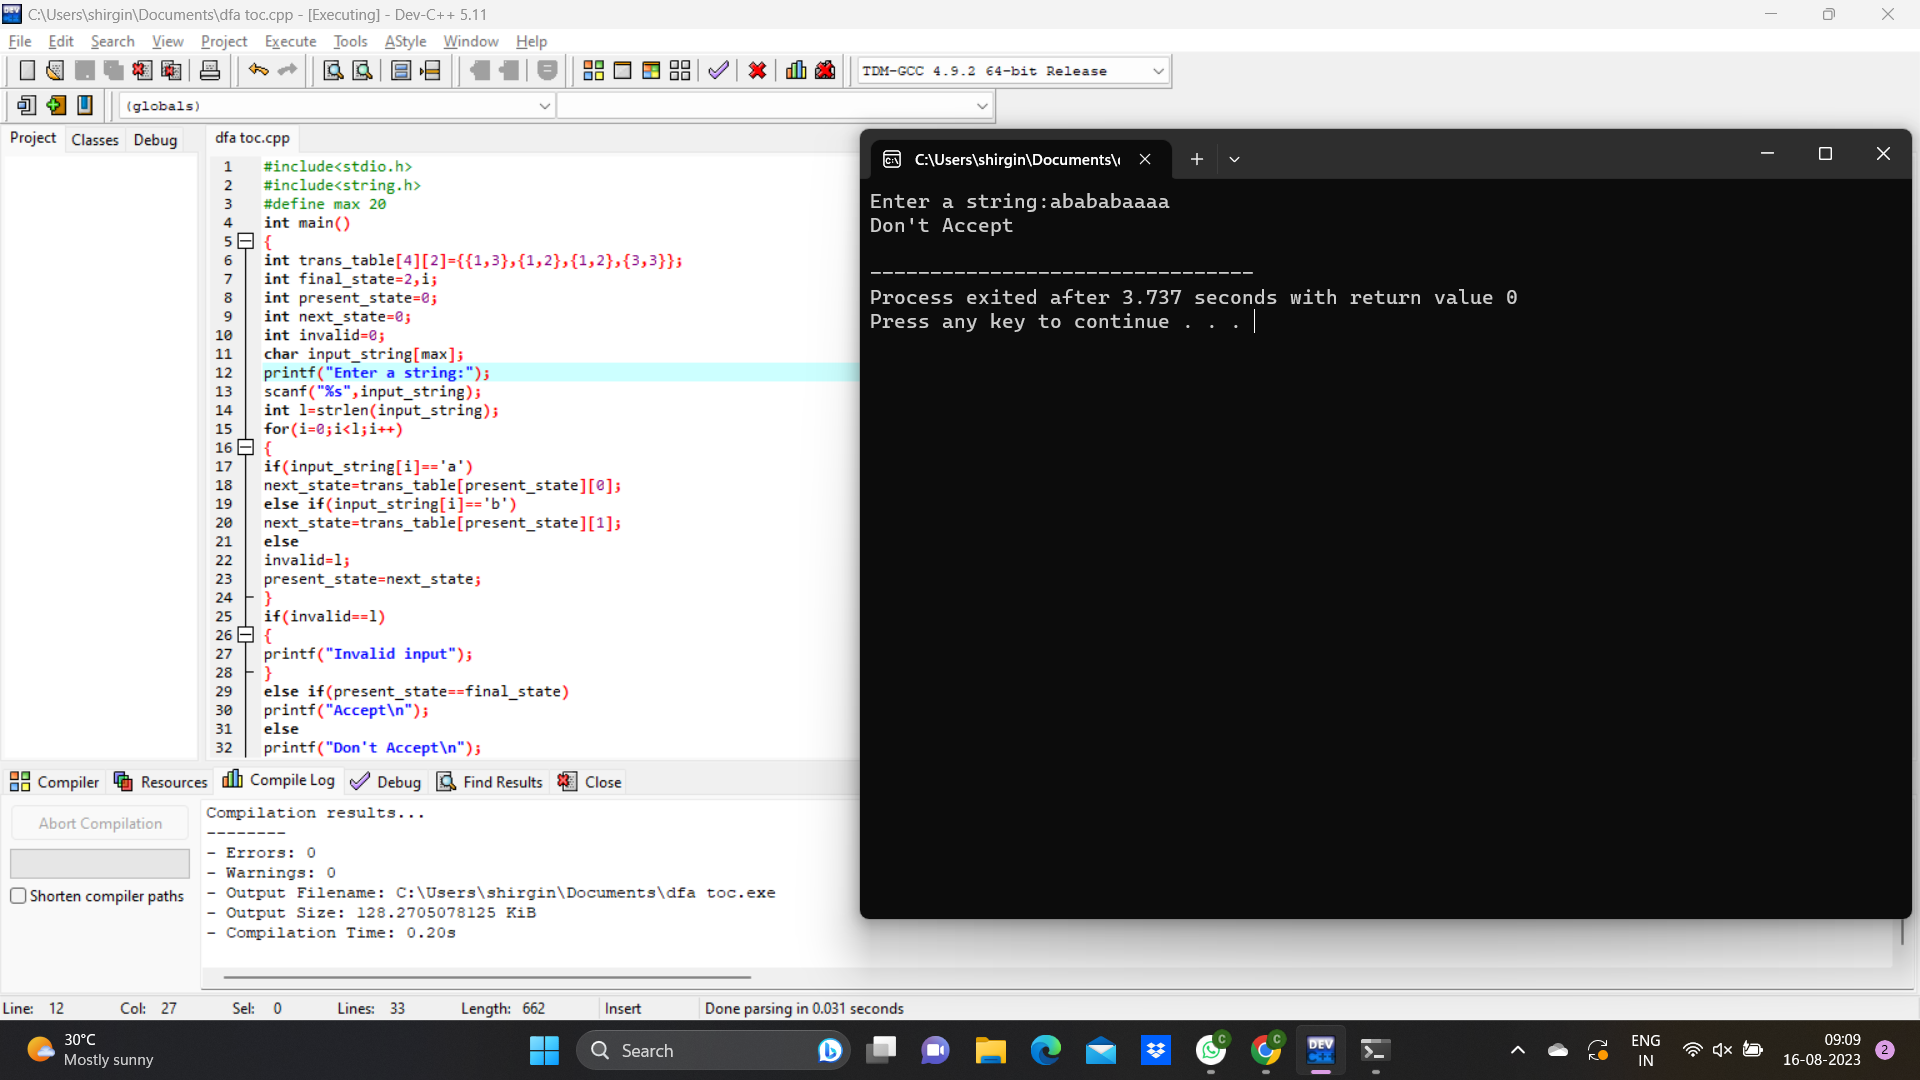 C:\Users\shirgin\Documents\dfa toc.cpp - [Executing] - Dev-C++ 5.11
File Edit Search View Project Execute Tools AStyle Window Help
TDM-GCC 4.9.2 64-bit Release
(globals)
Project Classes Debug
dfa toc.cpp
1 #include<stdio.h>
2 #include<string.h>
3 #define max 20
4 int main()
5 {
6 int trans_table[4][2]={{1,3},{1,2},{1,2},{3,3}};
7 int final_state=2,i;
8 int present_state=0;
9 int next_state=0;
10 int invalid=0;
11 char input_string[max];
12 printf("Enter a string:");
13 scanf("%s",input_string);
14 int l=strlen(input_string);
15 for(i=0;i<l;i++)
16 {
17 if(input_string[i]=='a')
18 next_state=trans_table[present_state][0];
19 else if(input_string[i]=='b')
20 next_state=trans_table[present_state][1];
21 else
22 invalid=l;
23 present_state=next_state;
24 }
25 if(invalid==l)
26 {
27 printf("Invalid input");
28 }
29 else if(present_state==final_state)
30 printf("Accept\n");
31 else
32 printf("Don't Accept\n");
C:\Users\shirgin\Documents\
Enter a string:abababaaaa
Don't Accept
--------------------------------
Process exited after 3.737 seconds with return value 0
Press any key to continue . . .
Compiler Resources Compile Log Debug Find Results Close
Abort Compilation
Shorten compiler paths
Compilation results...
--------
- Errors: 0
- Warnings: 0
- Output Filename: C:\Users\shirgin\Documents\dfa toc.exe
- Output Size: 128.2705078125 KiB
- Compilation Time: 0.20s
Line: 12 Col: 27 Sel: 0 Lines: 33 Length: 662 Insert Done parsing in 0.031 seconds
30°C
Mostly sunny
Search
DEV
C++
ENG
IN
09:09
16-08-2023
2